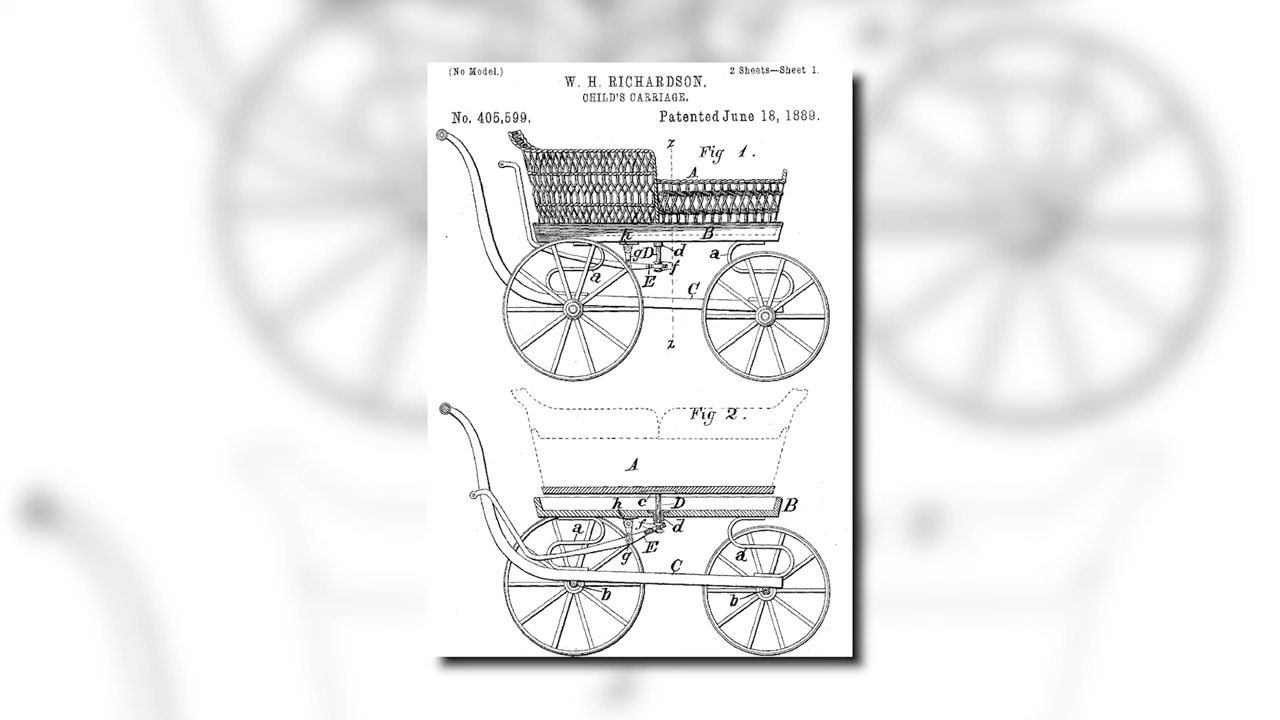 (No Model.)
2 Sheets—Sheet 1.
W. H. RICHARDSON.
CHILD'S CARRIAGE.
No. 405,599.
Patented June 18, 1889.
z
Fig 1.
A
h
B
g D d
a
a
f
E
C
z
Fig 2.
A
h c D B
a
f d
E
a
g
C
b
b